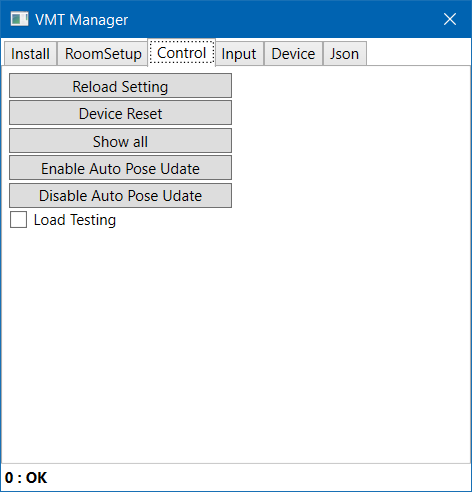 VMT Manager
Install RoomSetup Control Input Device Json
Reload Setting
Device Reset
Show all
Enable Auto Pose Udate
Disable Auto Pose Udate
Load Testing
0 : OK